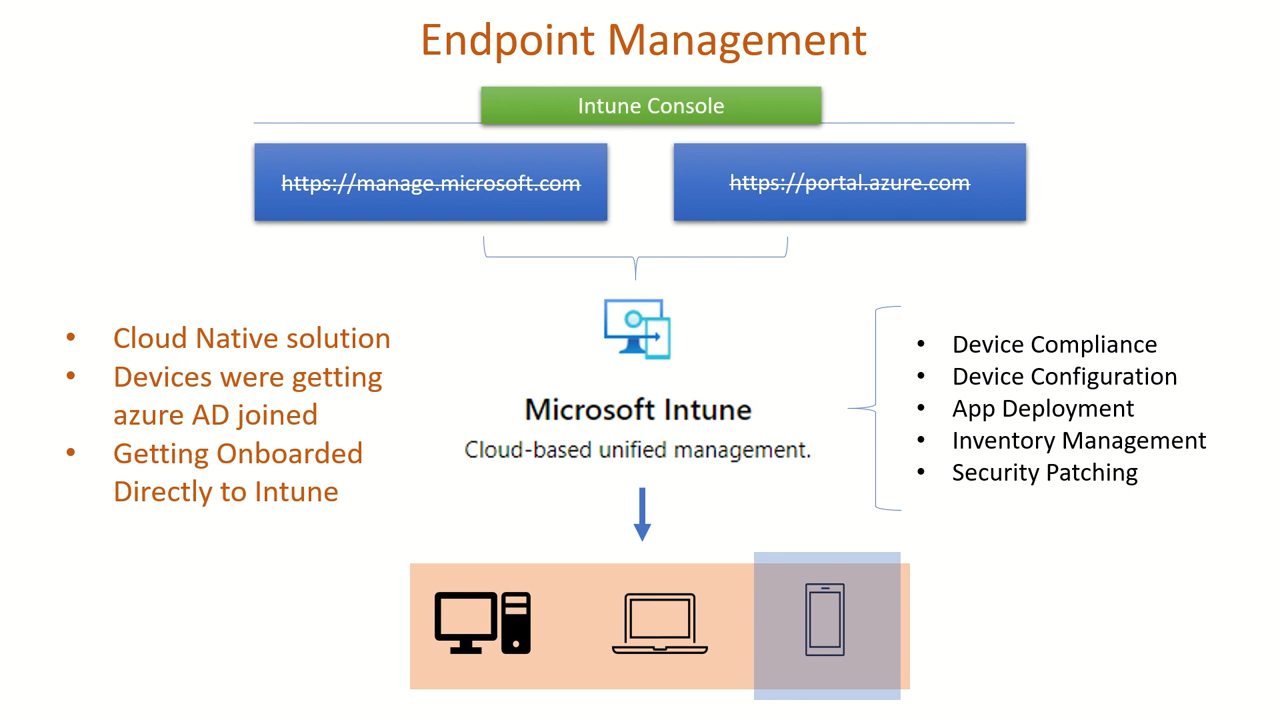 Endpoint Management
Intune Console
https://manage.microsoft.com
https://portal.azure.com
• Cloud Native solution
• Devices were getting
azure AD joined
• Getting Onboarded
Directly to Intune
Microsoft Intune
Cloud-based unified management.
• Device Compliance
• Device Configuration
• App Deployment
• Inventory Management
• Security Patching